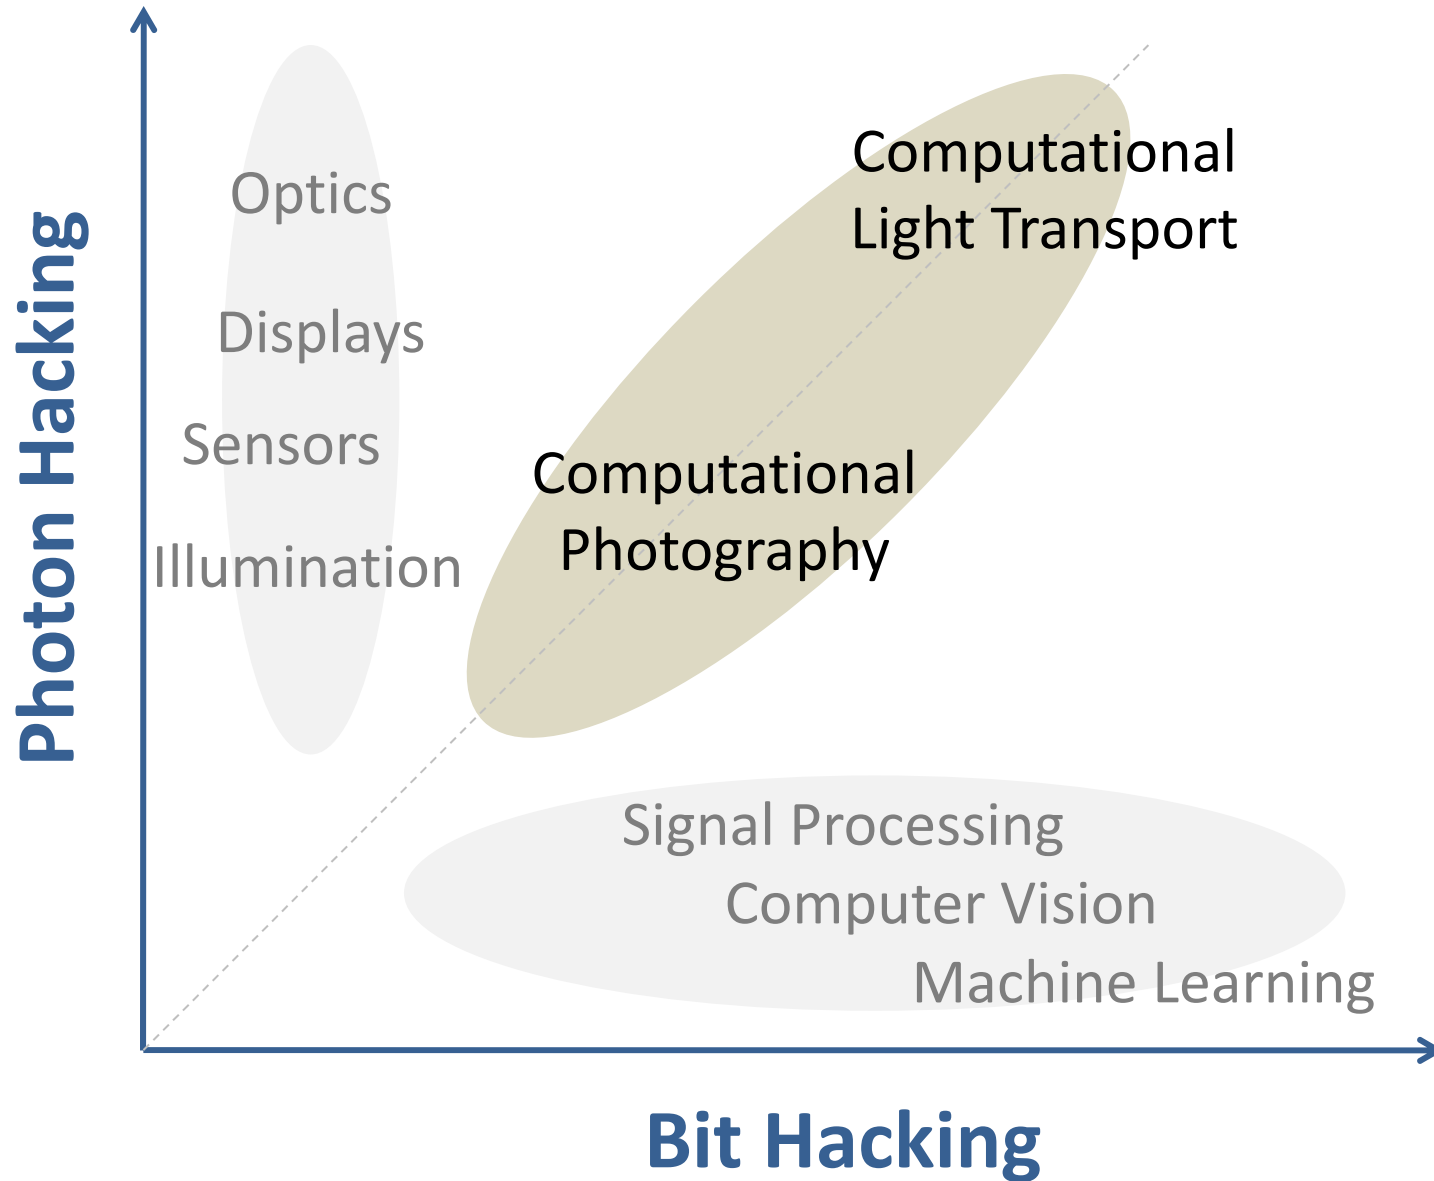 Photon Hacking
Optics
Displays
Sensors
Illumination
Computational
Light Transport
Computational
Photography
Signal Processing
Computer Vision
Machine Learning
Bit Hacking